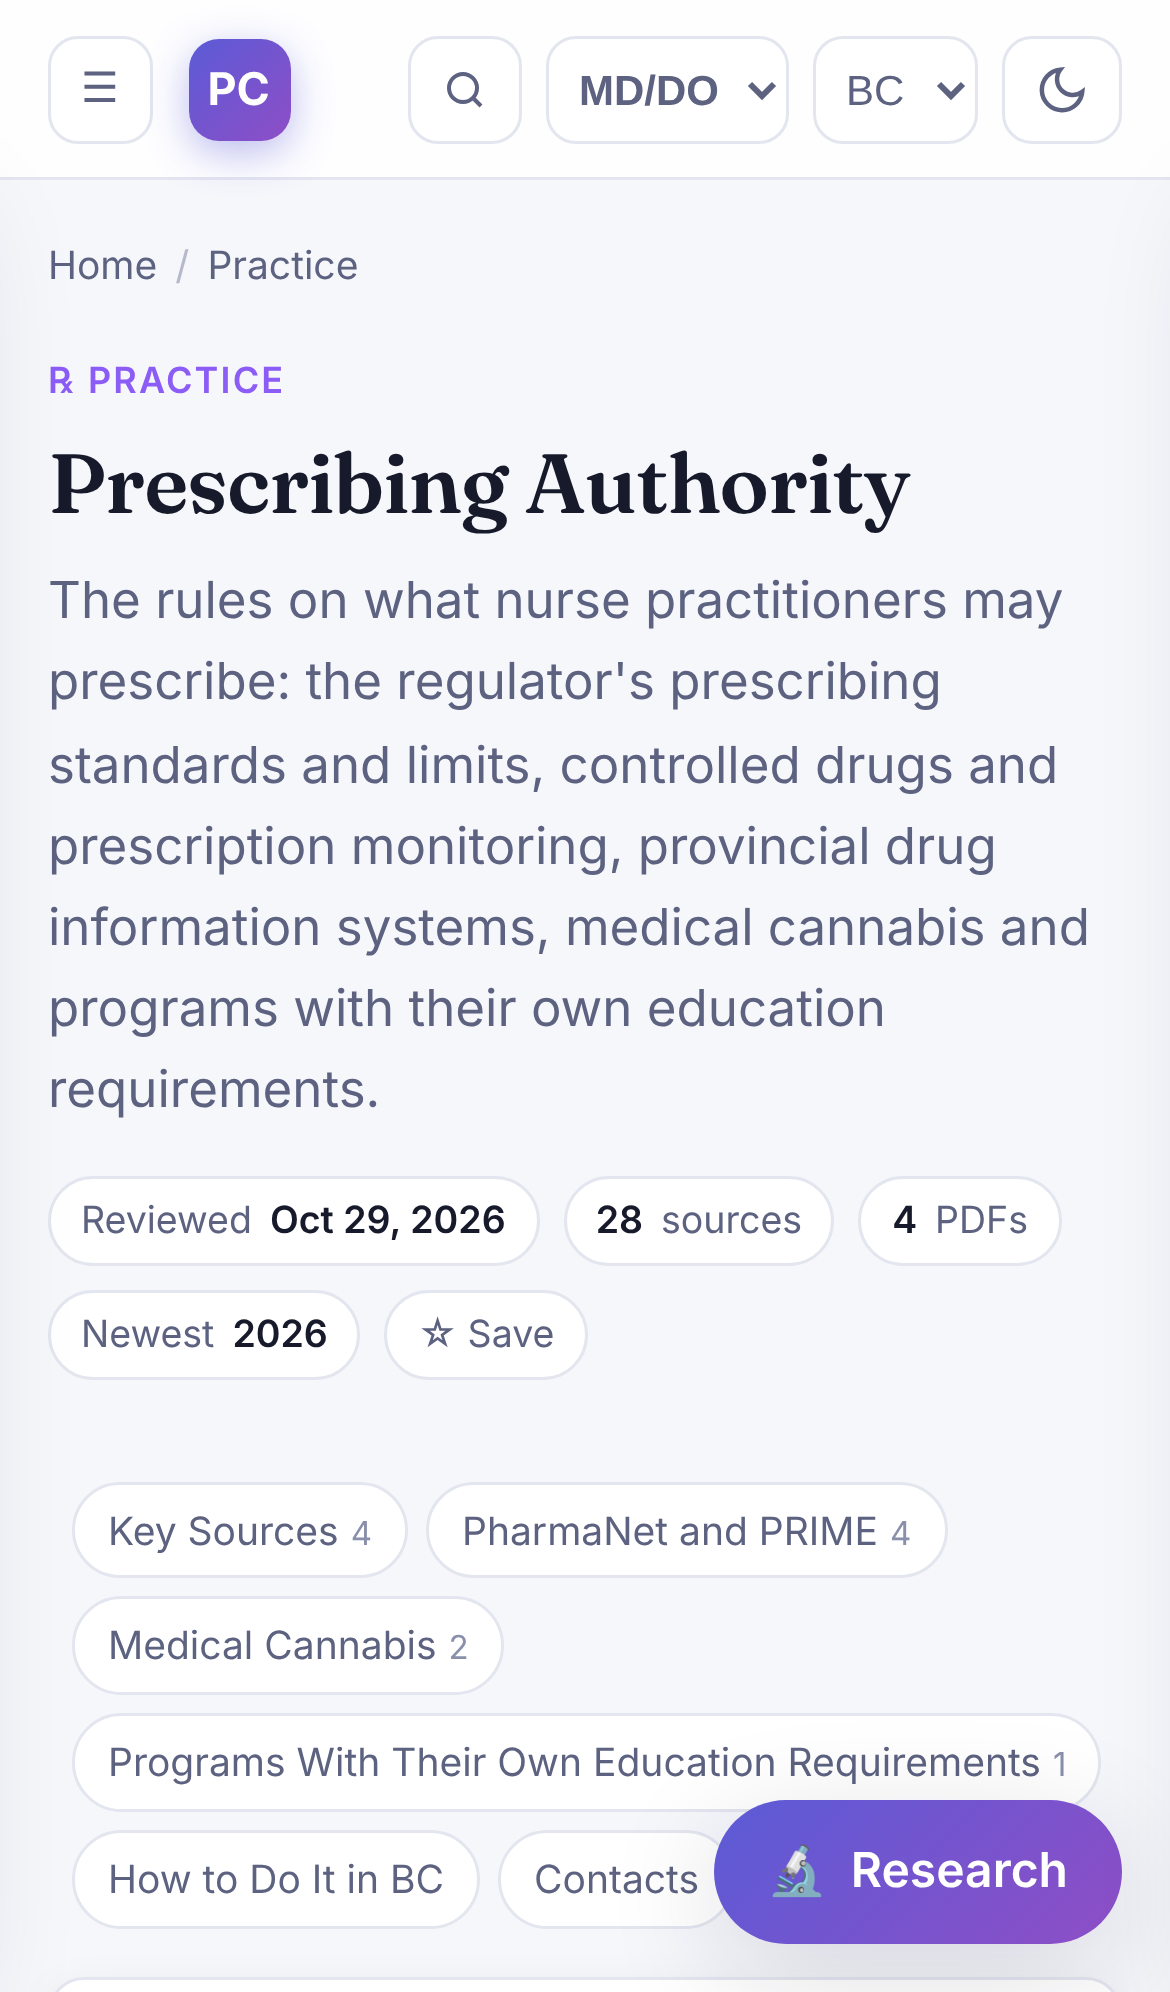 ☰ PC MD/DO BC
Home / Practice
℞ PRACTICE
Prescribing Authority
The rules on what nurse practitioners may
prescribe: the regulator's prescribing
standards and limits, controlled drugs and
prescription monitoring, provincial drug
information systems, medical cannabis and
programs with their own education
requirements.
Reviewed Oct 29, 2026 28 sources 4 PDFs
Newest 2026 ☆ Save
Key Sources 4 PharmaNet and PRIME 4
Medical Cannabis 2
Programs With Their Own Education Requirements 1
How to Do It in BC Contacts
🔬 Research